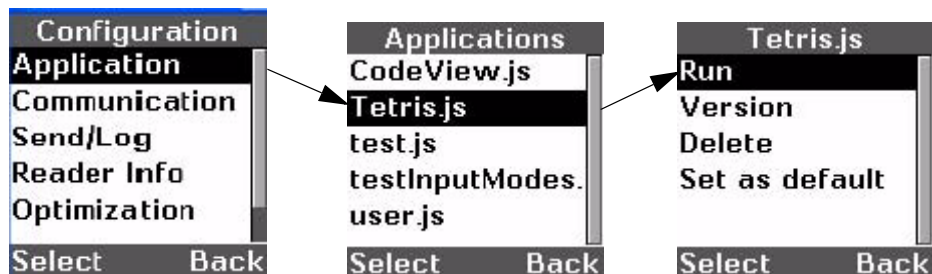 Configuration
Application
Communication
Send/Log
Reader Info
Optimization
Select Back
Applications
CodeView.js
Tetris.js
test.js
testInputModes.
user.js
Select Back
Tetris.js
Run
Version
Delete
Set as default
Select Back